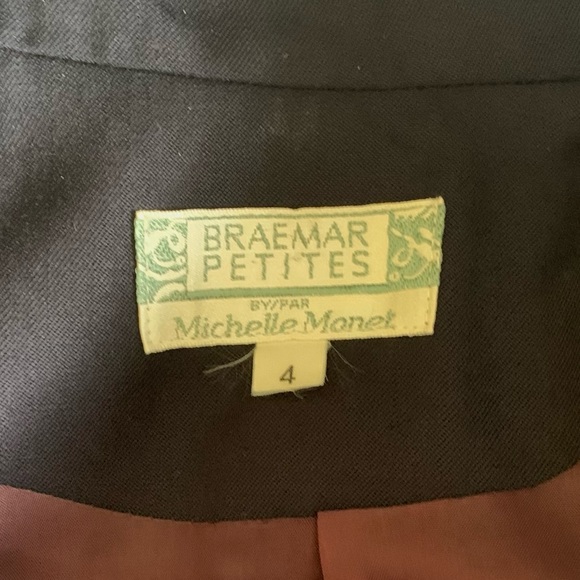 BRAEMAR
PETITES
BY/PAR
Michelle Monet
4